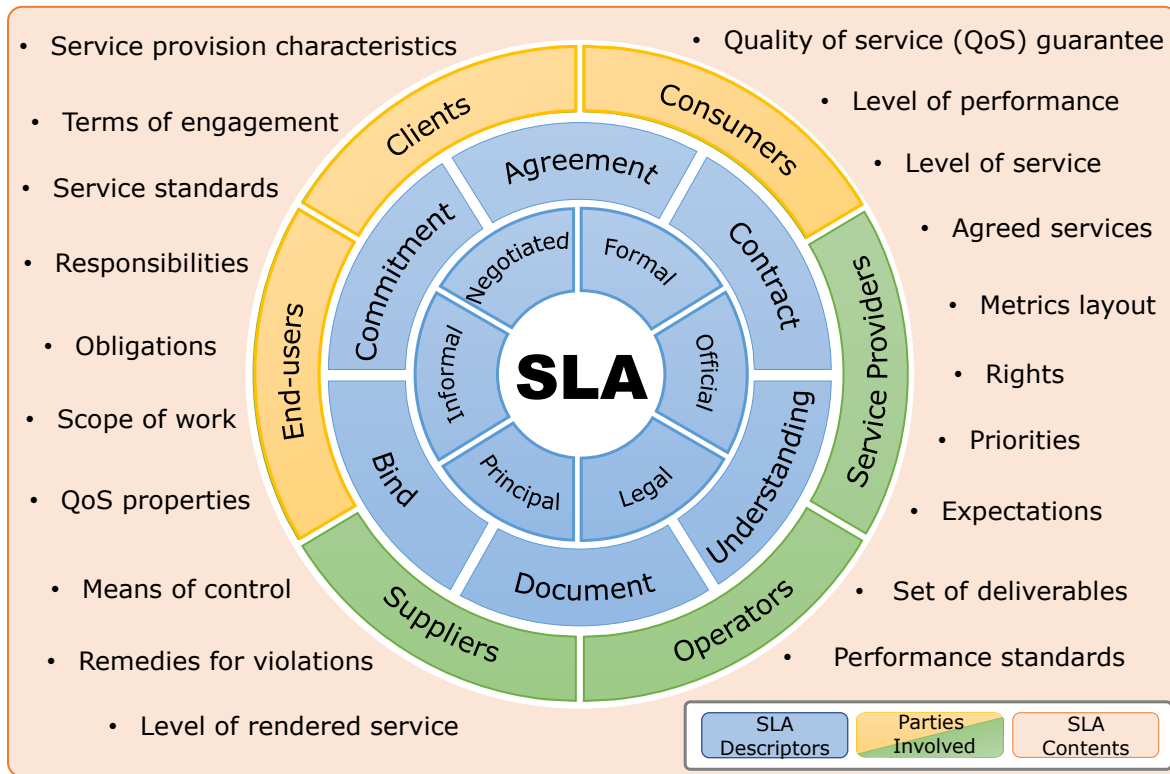 • Service provision characteristics
• Terms of engagement
• Service standards
• Responsibilities
• Obligations
• Scope of work
• QoS properties
• Means of control
• Remedies for violations
• Level of rendered service
Clients
Consumers
Service Providers
Operators
Suppliers
End-users
Agreement
Contract
Understanding
Document
Bind
Commitment
Negotiated
Formal
Official
Legal
Principal
Informal
SLA
• Quality of service (QoS) guarantee
• Level of performance
• Level of service
• Agreed services
• Metrics layout
• Rights
• Priorities
• Expectations
• Set of deliverables
• Performance standards
SLA
Descriptors
Parties
Involved
SLA
Contents